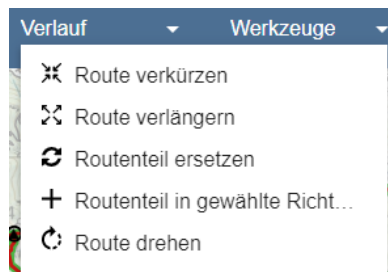 Verlauf Werkzeuge
Route verkürzen
Route verlängern
Routenteil ersetzen
Routenteil in gewählte Richt...
Route drehen